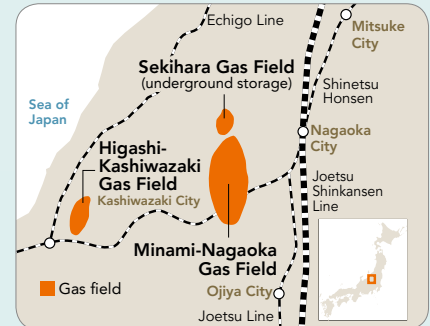 Echigo Line
Mitsuke
City
Sekihara Gas Field
(underground storage)
Shinetsu
Honsen
Sea of
Japan
Nagaoka
City
Higashi-
Kashiwazaki
Gas Field
Kashiwazaki City
Joetsu
Shinkansen
Line
Minami-Nagaoka
Gas Field
Gas field
Ojiya City
Joetsu Line